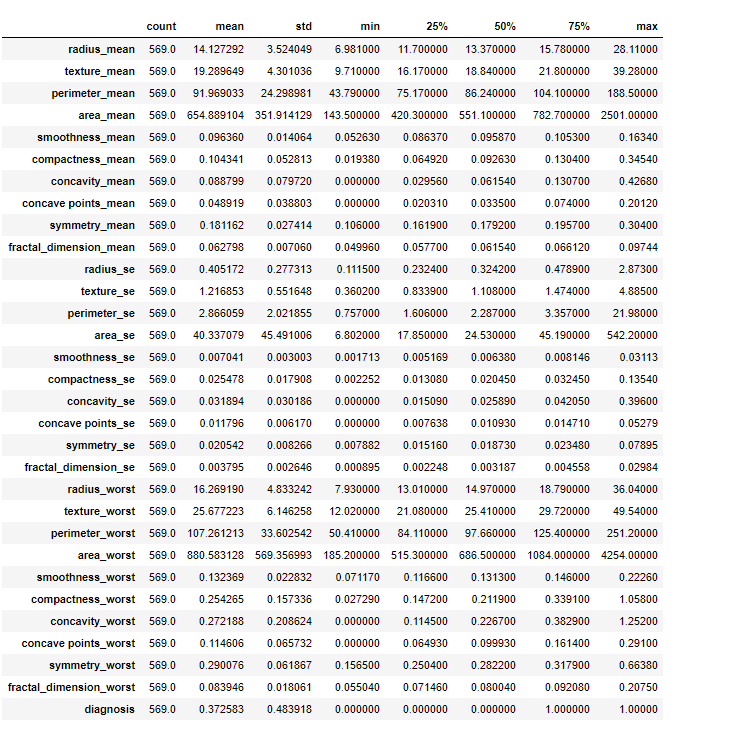 count mean std min 25% 50% 75% max
radius_mean 569.0 14.127292 3.524049 6.981000 11.700000 13.370000 15.780000 28.11000
texture_mean 569.0 19.289649 4.301036 9.710000 16.170000 18.840000 21.800000 39.28000
perimeter_mean 569.0 91.969033 24.298981 43.790000 75.170000 86.240000 104.100000 188.50000
area_mean 569.0 654.889104 351.914129 143.500000 420.300000 551.100000 782.700000 2501.00000
smoothness_mean 569.0 0.096360 0.014064 0.052630 0.086370 0.095870 0.105300 0.16340
compactness_mean 569.0 0.104341 0.052813 0.019380 0.064920 0.092630 0.130400 0.34540
concavity_mean 569.0 0.088799 0.079720 0.000000 0.029560 0.061540 0.130700 0.42680
concave points_mean 569.0 0.048919 0.038803 0.000000 0.020310 0.033500 0.074000 0.20120
symmetry_mean 569.0 0.181162 0.027414 0.106000 0.161900 0.179200 0.195700 0.30400
fractal_dimension_mean 569.0 0.062798 0.007060 0.049960 0.057700 0.061540 0.066120 0.09744
radius_se 569.0 0.405172 0.277313 0.111500 0.232400 0.324200 0.478900 2.87300
texture_se 569.0 1.216853 0.551648 0.360200 0.833900 1.108000 1.474000 4.88500
perimeter_se 569.0 2.866059 2.021855 0.757000 1.606000 2.287000 3.357000 21.98000
area_se 569.0 40.337079 45.491006 6.802000 17.850000 24.530000 45.190000 542.20000
smoothness_se 569.0 0.007041 0.003003 0.001713 0.005169 0.006380 0.008146 0.03113
compactness_se 569.0 0.025478 0.017908 0.002252 0.013080 0.020450 0.032450 0.13540
concavity_se 569.0 0.031894 0.030186 0.000000 0.015090 0.025890 0.042050 0.39600
concave points_se 569.0 0.011796 0.006170 0.000000 0.007638 0.010930 0.014710 0.05279
symmetry_se 569.0 0.020542 0.008266 0.007882 0.015160 0.018730 0.023480 0.07895
fractal_dimension_se 569.0 0.003795 0.002646 0.000895 0.002248 0.003187 0.004558 0.02984
radius_worst 569.0 16.269190 4.833242 7.930000 13.010000 14.970000 18.790000 36.04000
texture_worst 569.0 25.677223 6.146258 12.020000 21.080000 25.410000 29.720000 49.54000
perimeter_worst 569.0 107.261213 33.602542 50.410000 84.110000 97.660000 125.400000 251.20000
area_worst 569.0 880.583128 569.356993 185.200000 515.300000 686.500000 1084.000000 4254.00000
smoothness_worst 569.0 0.132369 0.022832 0.071170 0.116600 0.131300 0.146000 0.22260
compactness_worst 569.0 0.254265 0.157336 0.027290 0.147200 0.211900 0.339100 1.05800
concavity_worst 569.0 0.272188 0.208624 0.000000 0.114500 0.226700 0.382900 1.25200
concave points_worst 569.0 0.114606 0.065732 0.000000 0.064930 0.099930 0.161400 0.29100
symmetry_worst 569.0 0.290076 0.061867 0.156500 0.250400 0.282200 0.317900 0.66380
fractal_dimension_worst 569.0 0.083946 0.018061 0.055040 0.071460 0.080040 0.092080 0.20750
diagnosis 569.0 0.372583 0.483918 0.000000 0.000000 0.000000 1.000000 1.00000